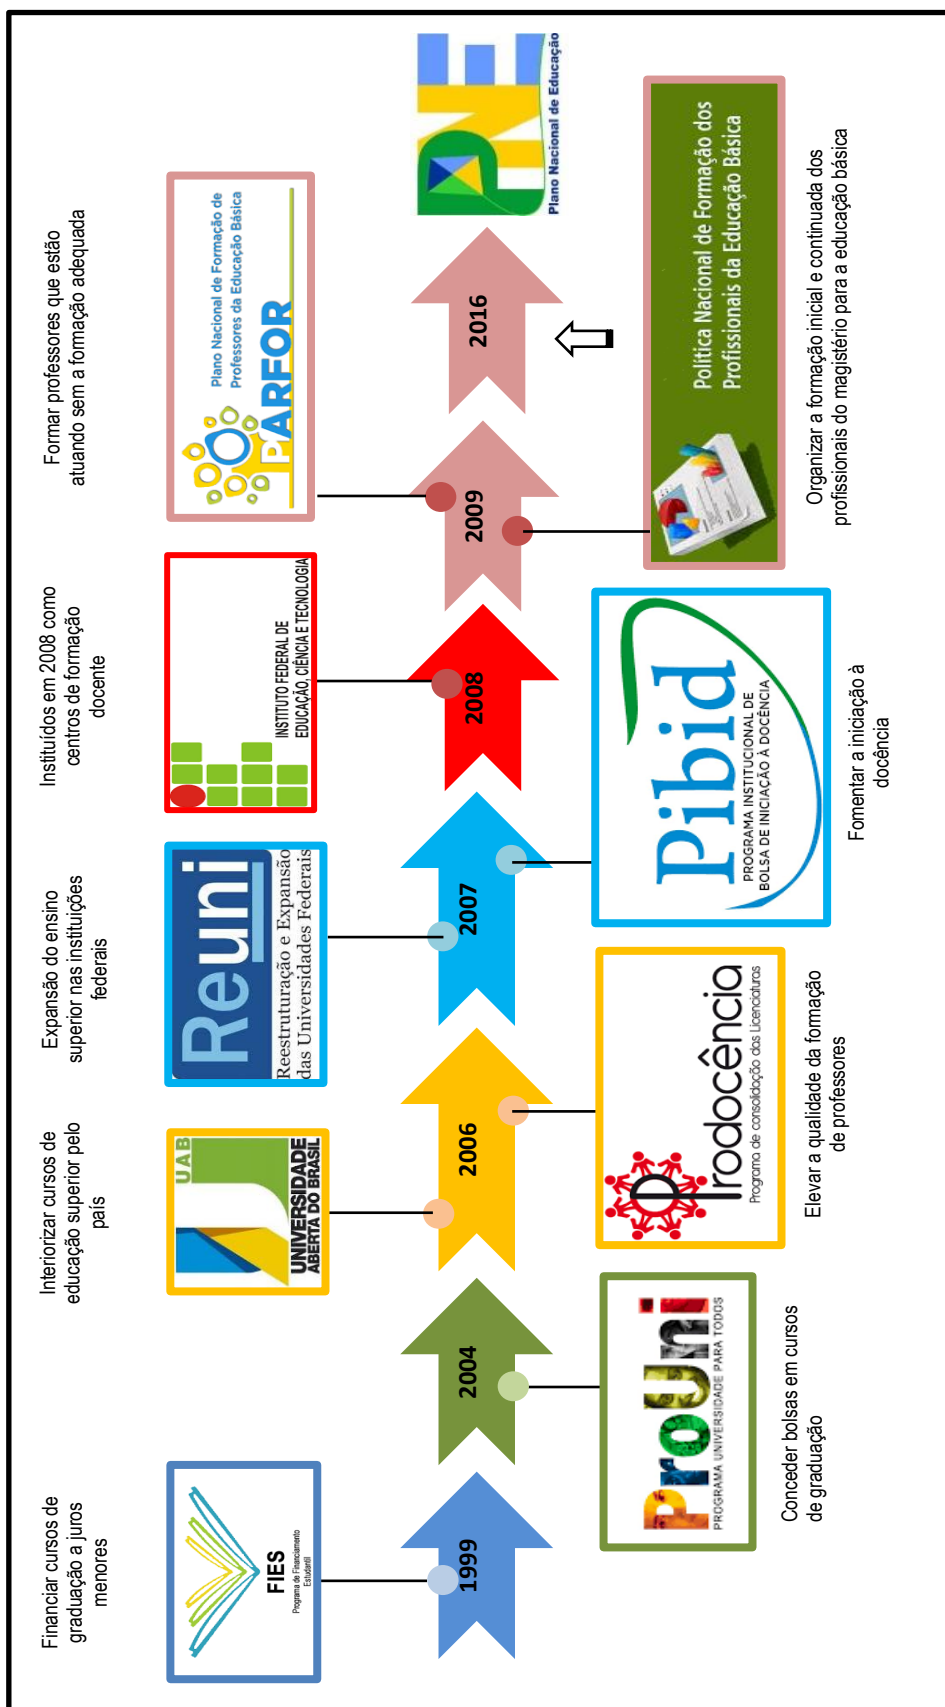 Financiar cursos de
graduação a juros
menores
FIES
Programa de Financiamento
Estudantil
1999
2004
ProUni
PROGRAMA UNIVERSIDADE PARA TODOS
Conceder bolsas em cursos
de graduação
Interiorizar cursos de
educação superior pelo
país
UAB
UNIVERSIDADE
ABERTA DO BRASIL
2006
Prodocência
Programa de consolidação das Licenciaturas
Elevar a qualidade da formação
de professores
Expansão do ensino
superior nas instituições
federais
Reuni
Reestruturação e Expansão
das Universidades Federais
2007
Pibid
PROGRAMA INSTITUCIONAL DE
BOLSA DE INICIAÇÃO À DOCÊNCIA
Fomentar a iniciação à
docência
Instituídos em 2008 como
centros de formação
docente
INSTITUTO FEDERAL DE
EDUCAÇÃO, CIÊNCIA E TECNOLOGIA
2008
Formar professores que estão
atuando sem a formação adequada
Plano Nacional de Formação de
Professores da Educação Básica
PARFOR
2009
Política Nacional de Formação dos
Profissionais da Educação Básica
Organizar a formação inicial e continuada dos
profissionais do magistério para a educação básica
2016
PNE
Plano Nacional de Educação